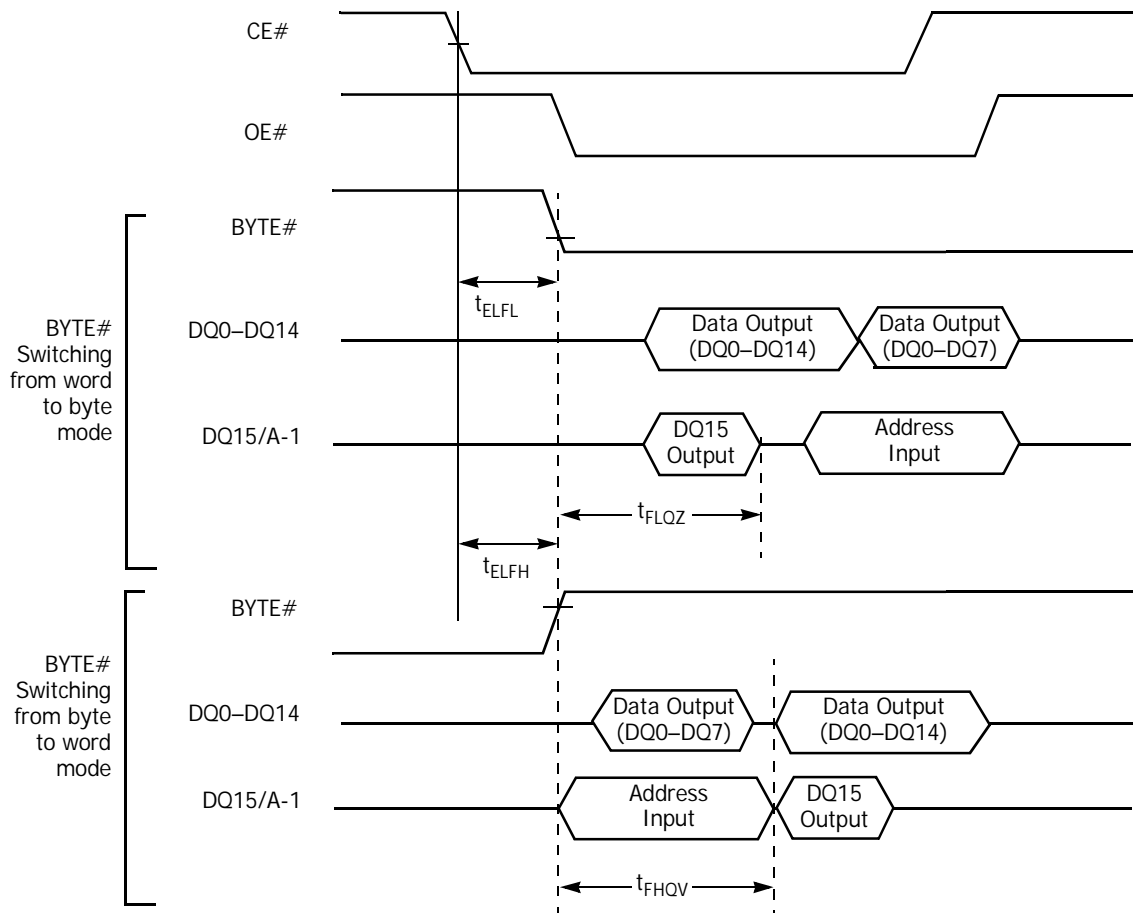 CE#
OE#
BYTE#
Switching
from word
to byte
mode
BYTE#
tELFL
DQ0–DQ14
Data Output
(DQ0–DQ14)
Data Output
(DQ0–DQ7)
DQ15/A-1
DQ15
Output
Address
Input
tFLQZ
tELFH
BYTE#
Switching
from byte
to word
mode
BYTE#
DQ0–DQ14
Data Output
(DQ0–DQ7)
Data Output
(DQ0–DQ14)
DQ15/A-1
Address
Input
DQ15
Output
tFHQV